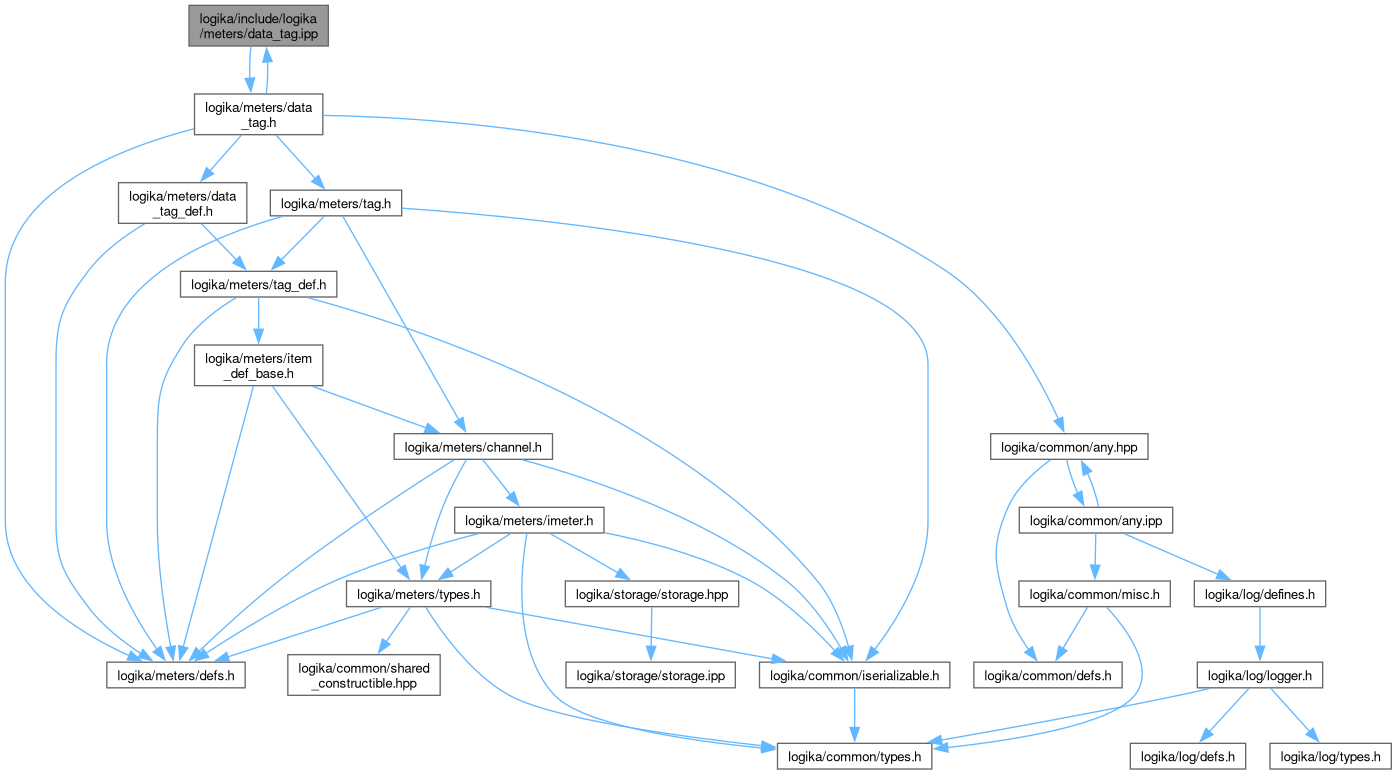 logika/include/logika
/meters/data_tag.ipp
logika/meters/data
_tag.h
logika/meters/data
_tag_def.h
logika/meters/tag.h
logika/meters/tag_def.h
logika/meters/item
_def_base.h
logika/meters/channel.h
logika/common/any.hpp
logika/meters/imeter.h
logika/common/any.ipp
logika/meters/types.h
logika/storage/storage.hpp
logika/common/misc.h
logika/log/defines.h
logika/meters/defs.h
logika/common/shared
_constructible.hpp
logika/storage/storage.ipp
logika/common/iserializable.h
logika/common/defs.h
logika/log/logger.h
logika/common/types.h
logika/log/defs.h
logika/log/types.h